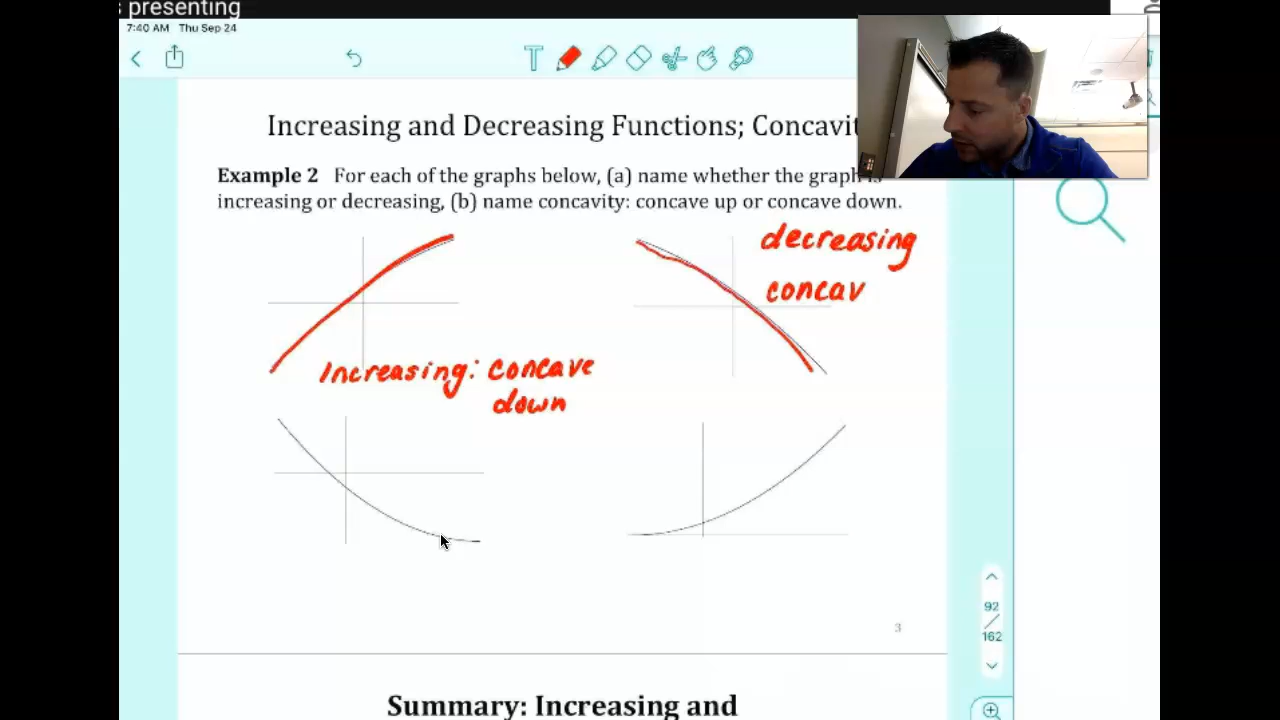 presenting
7:40 AM Thu Sep 24
T
Increasing and Decreasing Functions; Concavit
Example 2 For each of the graphs below, (a) name whether the graph is
increasing or decreasing, (b) name concavity: concave up or concave down.
decreasing
concav
Increasing: concave
down
92
162
3
Summary: Increasing and